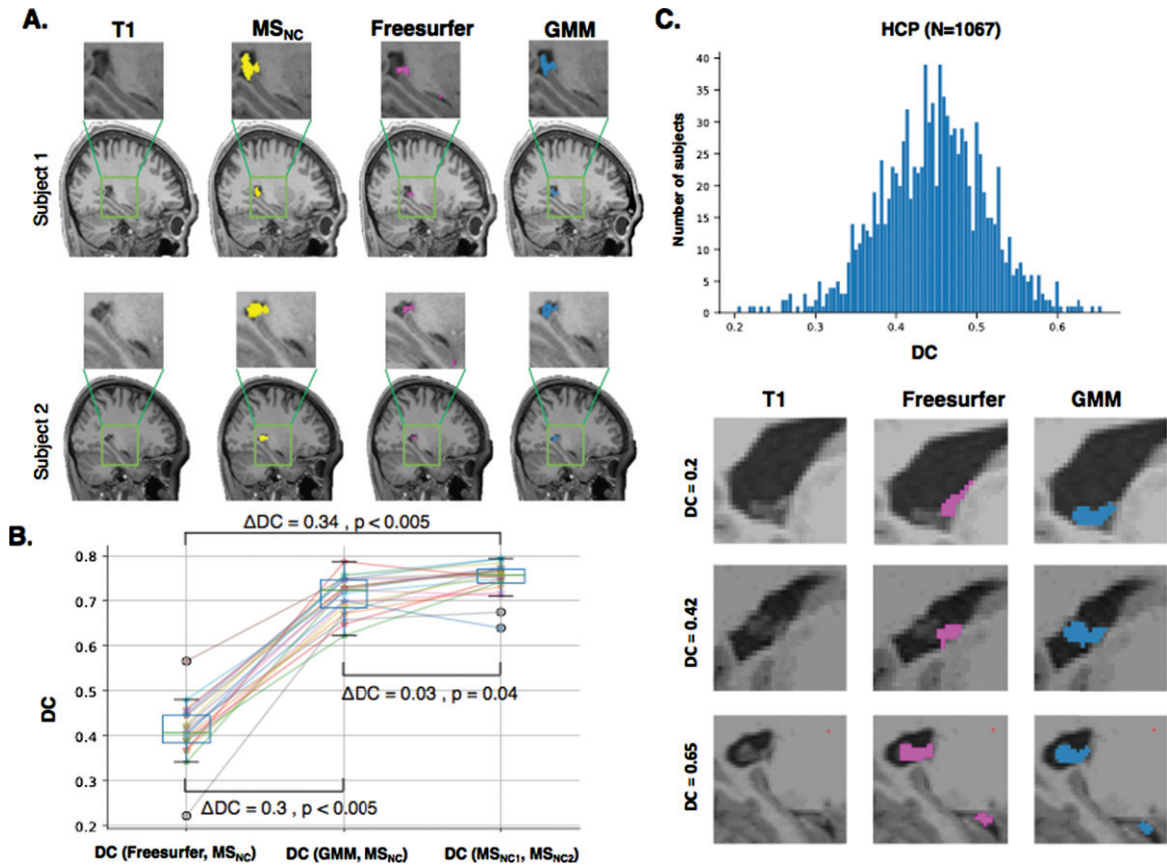 A.
T1 MS_NC Freesurfer GMM
Subject 1
Subject 2
B.
ΔDC = 0.34 , p < 0.005
0.8
0.7
0.6
0.5
0.4
0.3
0.2
DC
ΔDC = 0.03 , p = 0.04
ΔDC = 0.3 , p < 0.005
DC (Freesurfer, MS_NC) DC (GMM, MS_NC) DC (MS_NC1, MS_NC2)
C.
HCP (N=1067)
Number of subjects
40
35
30
25
20
15
10
5
0
0.2 0.3 0.4 0.5 0.6
DC
T1 Freesurfer GMM
DC = 0.2
DC = 0.42
DC = 0.65